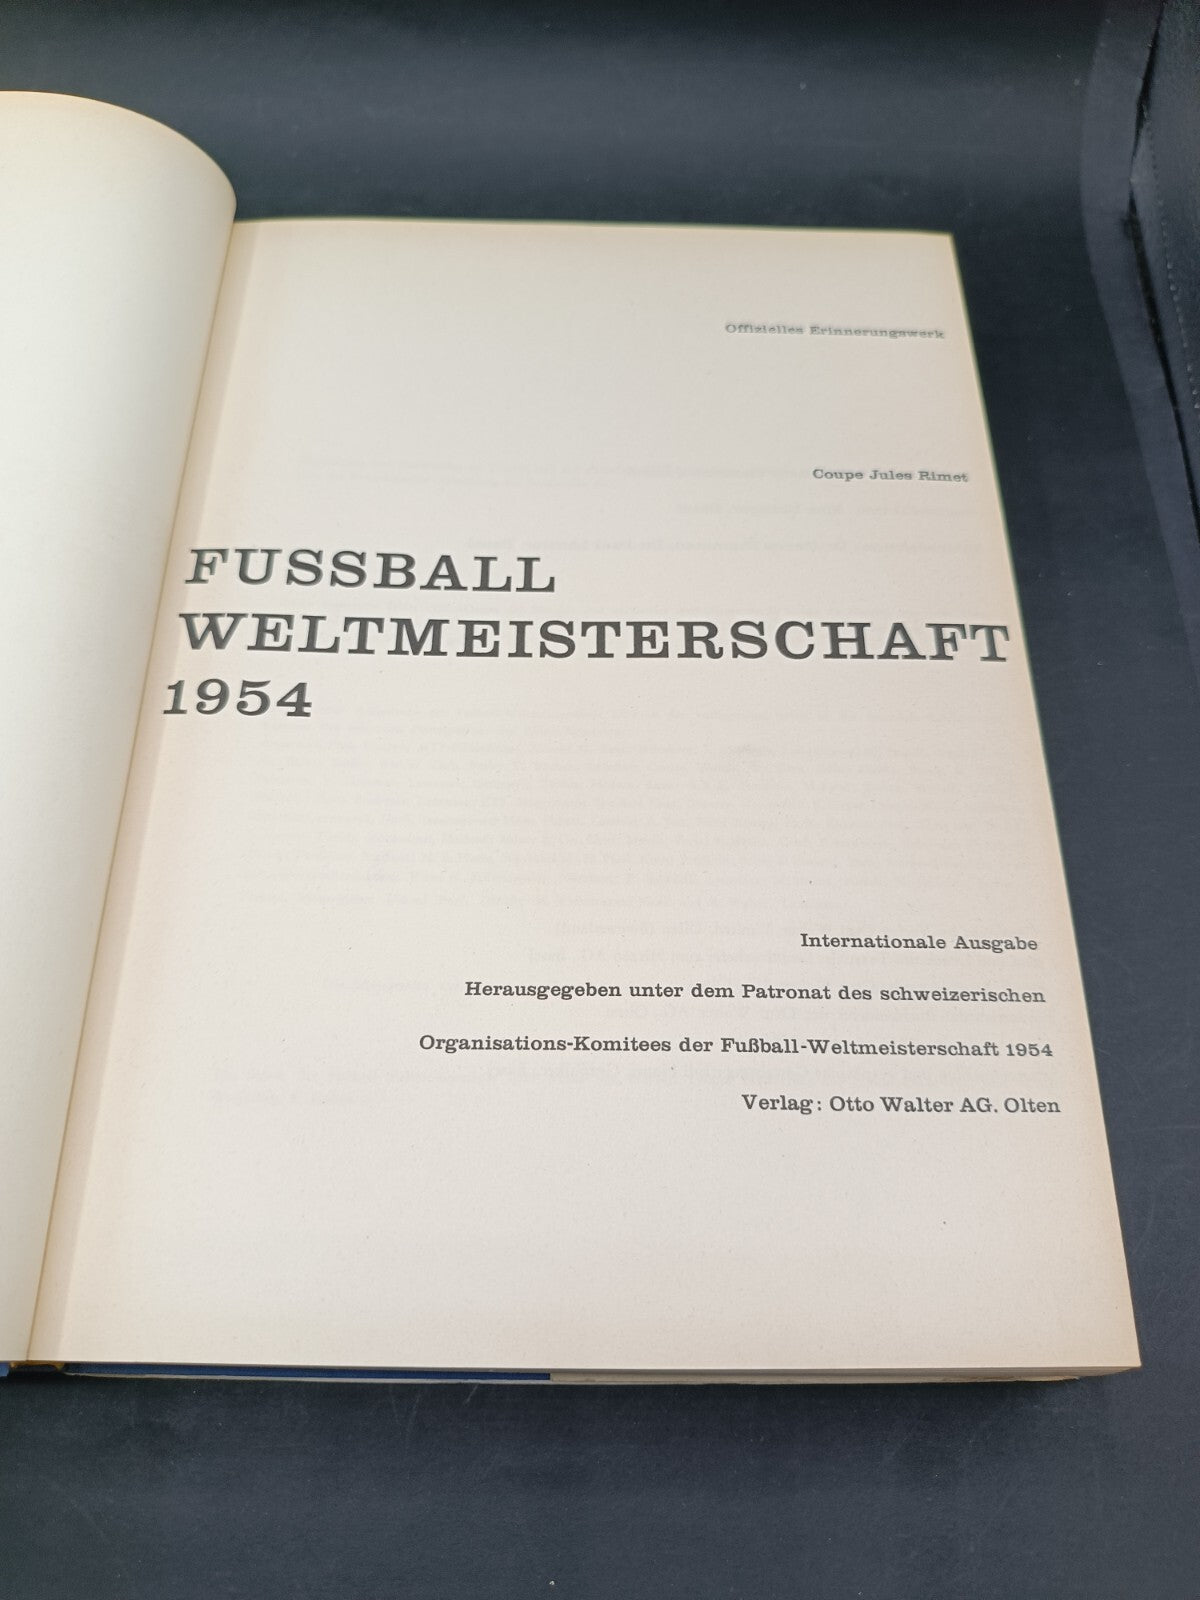 Offizielles Erinnerungswerk
Coupe Jules Rimet
FUSSBALL
WELTMEISTERSCHAFT
1954
Internationale Ausgabe
Herausgegeben unter dem Patronat des schweizerischen
Organisations-Komitees der Fußball-Weltmeisterschaft 1954
Verlag: Otto Walter AG. Olten